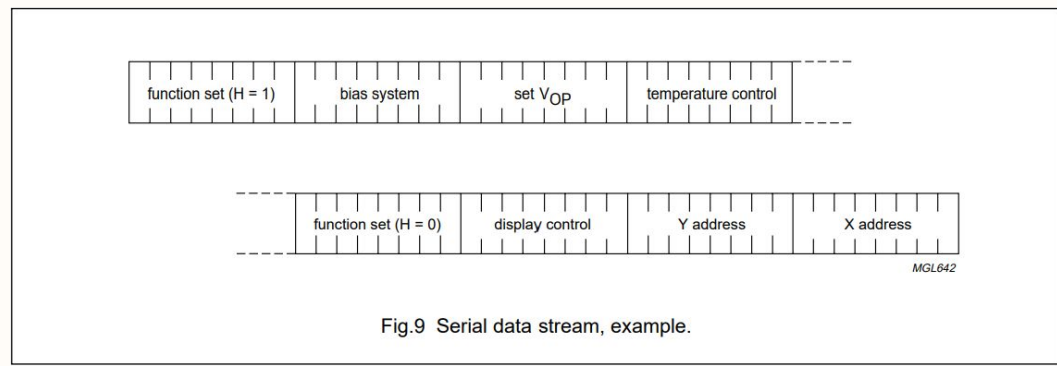 function set (H = 1) bias system set VOP temperature control
function set (H = 0) display control Y address X address
MGL642
Fig.9 Serial data stream, example.